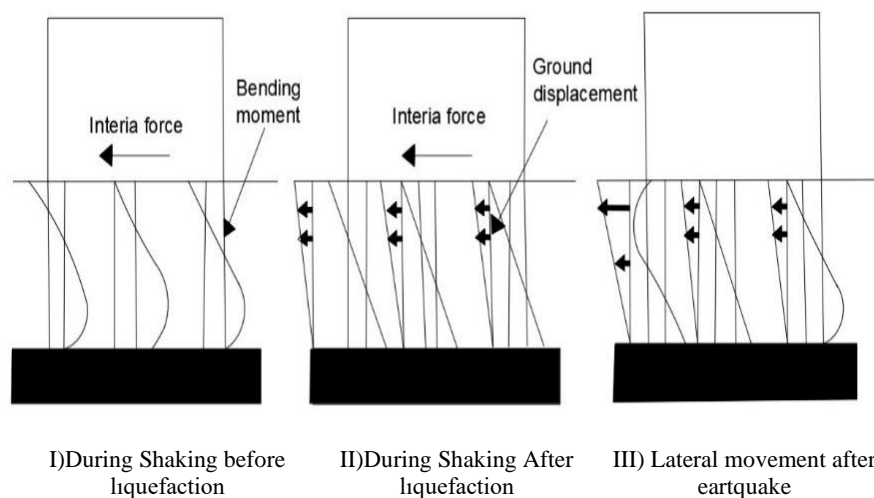 Bending
moment
Interia force
Interia force
Ground
displacement
I)During Shaking before
lıquefaction
II)During Shaking After
lıquefaction
III) Lateral movement after
eartquake